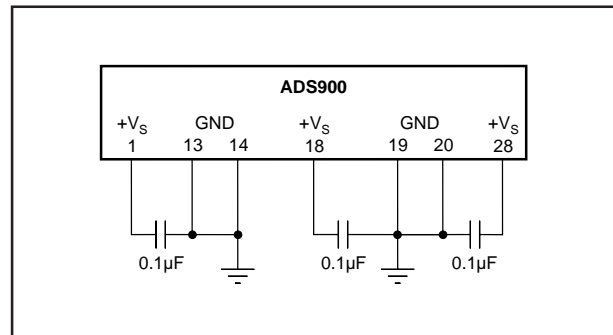 ADS900
+VS GND +VS GND +VS
1 13 14 18 19 20 28
0.1µF 0.1µF 0.1µF